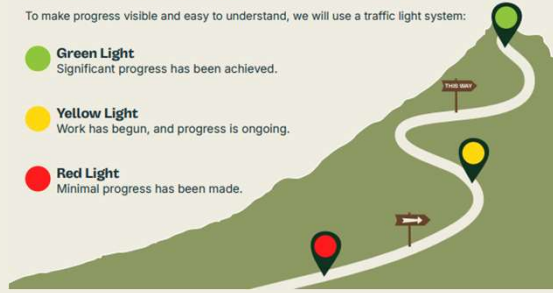 To make progress visible and easy to understand, we will use a traffic light system:
Green Light
Significant progress has been achieved.
THIS WAY
Yellow Light
Work has begun, and progress is ongoing.
Red Light
Minimal progress has been made.